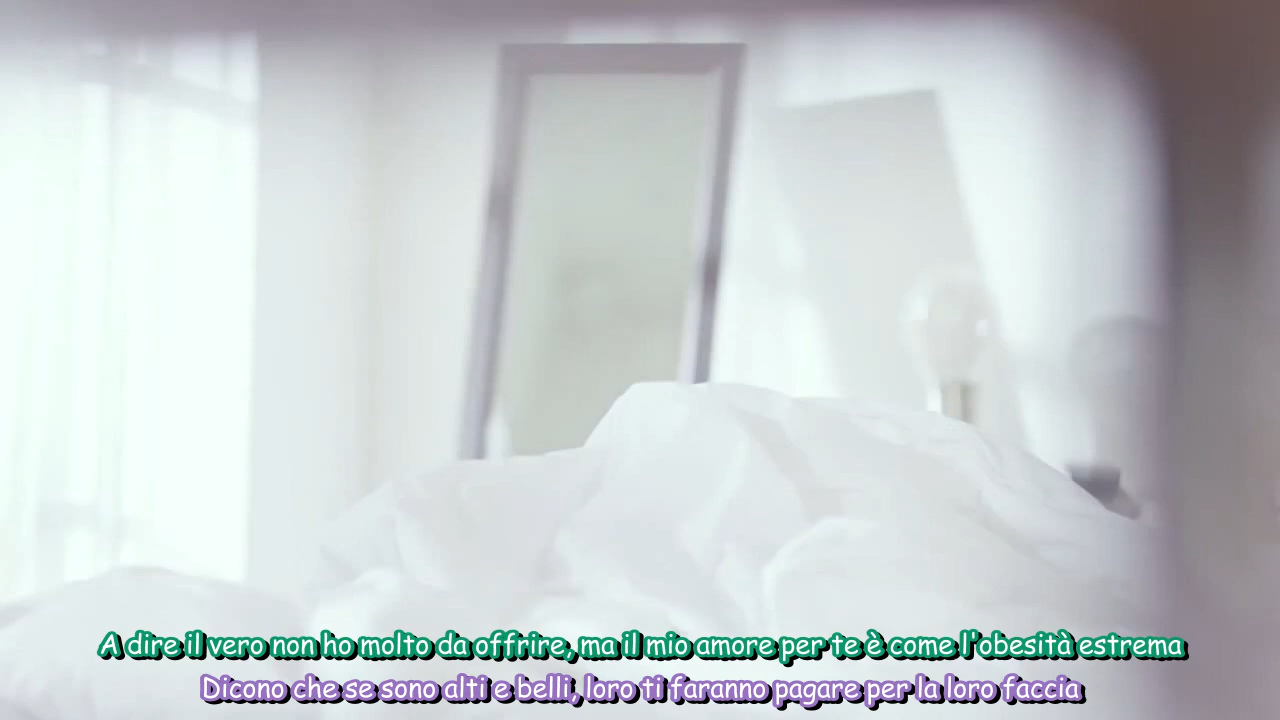 A dire il vero non ho molto da offrire, ma il mio amore per te è come l'obesità estrema
Dicono che se sono alti e belli, loro ti faranno pagare per la loro faccia